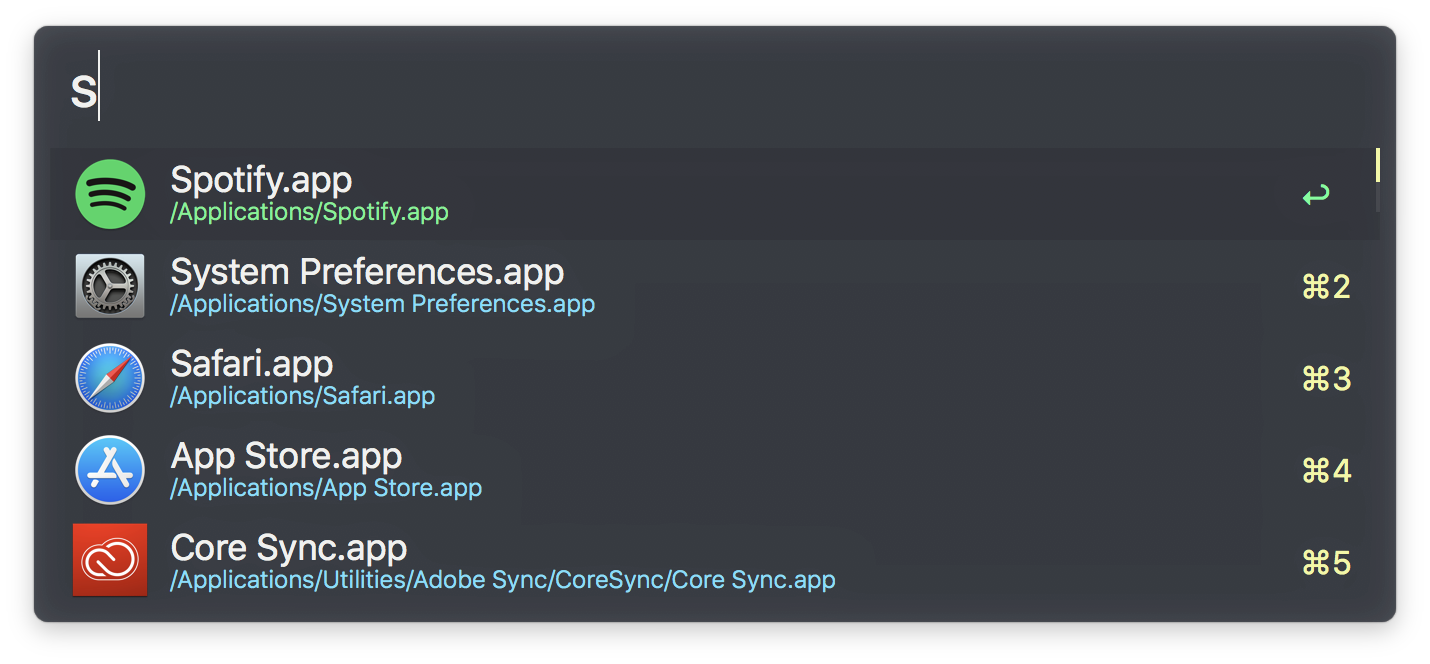 S
Spotify.app
/Applications/Spotify.app
↩
System Preferences.app
/Applications/System Preferences.app
⌘2
Safari.app
/Applications/Safari.app
⌘3
App Store.app
/Applications/App Store.app
⌘4
Core Sync.app
/Applications/Utilities/Adobe Sync/CoreSync/Core Sync.app
⌘5